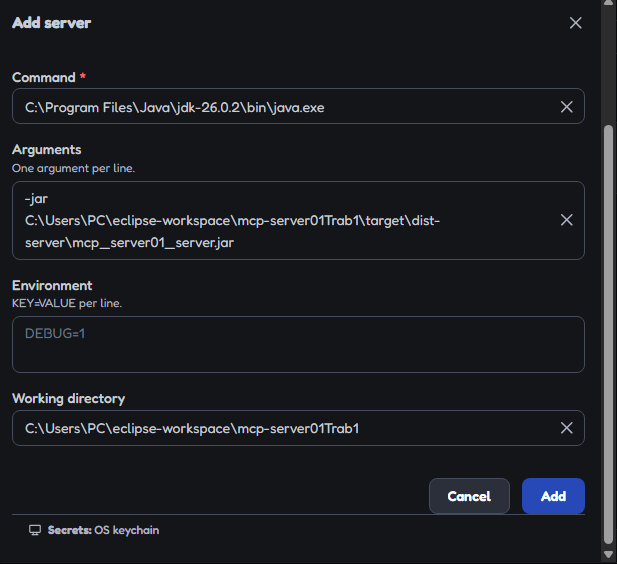 Add server
Command *
C:\Program Files\Java\jdk-26.0.2\bin\java.exe
Arguments
One argument per line.
-jar
C:\Users\PC\eclipse-workspace\mcp-server01Trab1\target\dist-
server\mcp_server01_server.jar
Environment
KEY=VALUE per line.
DEBUG=1
Working directory
C:\Users\PC\eclipse-workspace\mcp-server01Trab1
Cancel
Add
Secrets: OS keychain